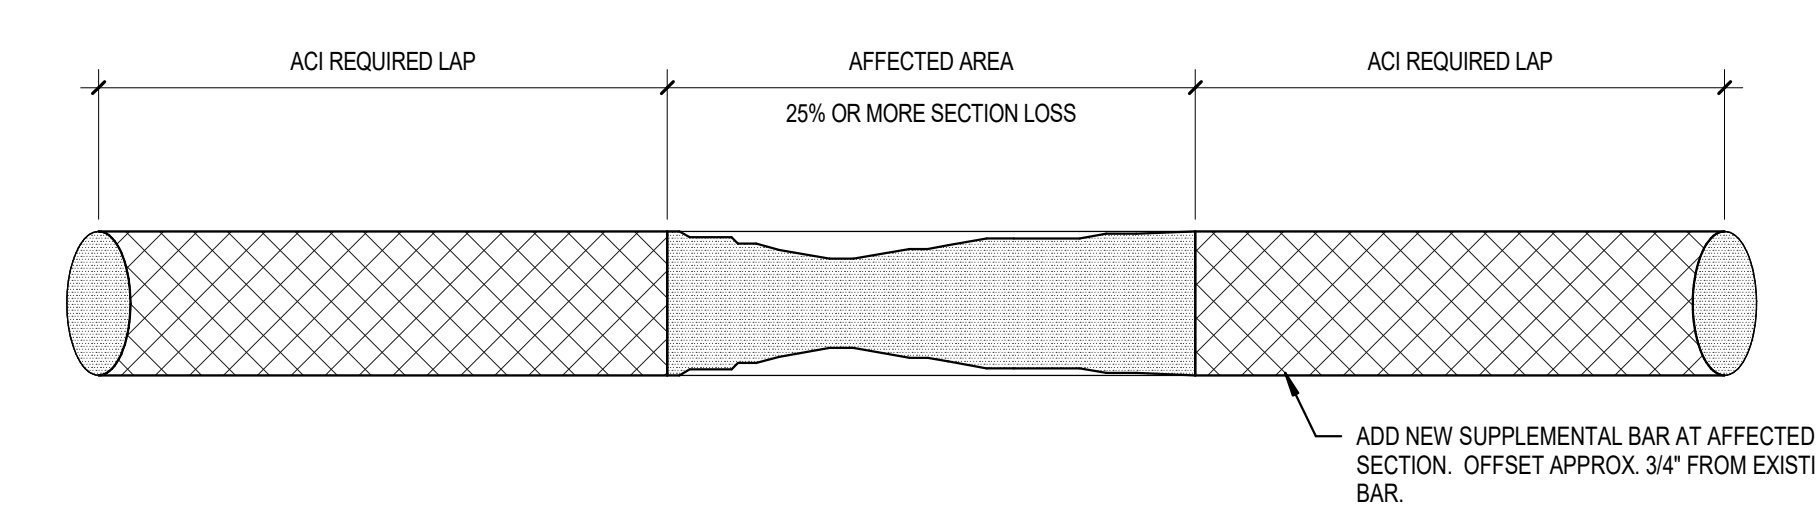 ACI REQUIRED LAP
AFFECTED AREA
ACI REQUIRED LAP
25% OR MORE SECTION LOSS
ADD NEW SUPPLEMENTAL BAR AT AFFECTED
SECTION. OFFSET APPROX. 3/4" FROM EXISTI
BAR.